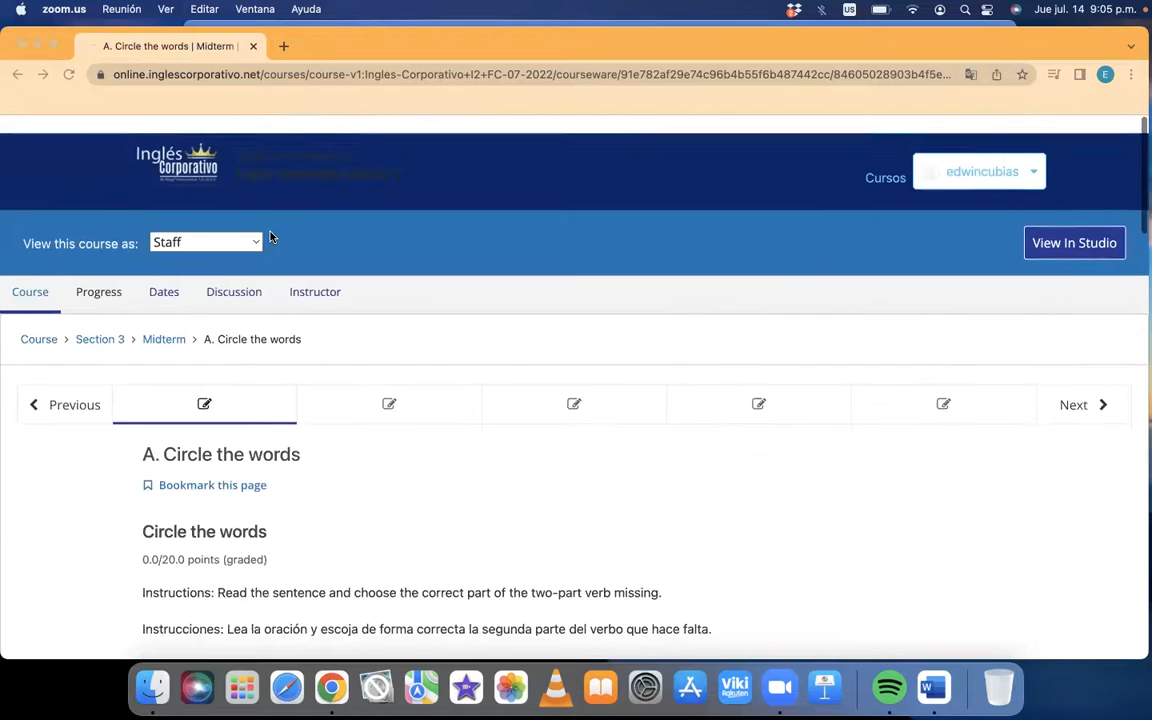 zoom.us Reunión Ver Editar Ventana Ayuda US Jue jul. 14 9:05 p.m.
A. Circle the words | Midterm |
online.inglescorporativo.net/courses/course-v1:Ingles-Corporativo+I2+FC-07-2022/courseware/91e782af29e74c96b4b55f6b487442cc/84605028903b4f5e... E
Inglés
Corporativo
Cursos edwincubias
View this course as: Staff View In Studio
Course Progress Dates Discussion Instructor
Course > Section 3 > Midterm > A. Circle the words
Previous Next
A. Circle the words
Bookmark this page
Circle the words
0.0/20.0 points (graded)
Instructions: Read the sentence and choose the correct part of the two-part verb missing.
Instrucciones: Lea la oración y escoja de forma correcta la segunda parte del verbo que hace falta.
Viki
Rakuten
W